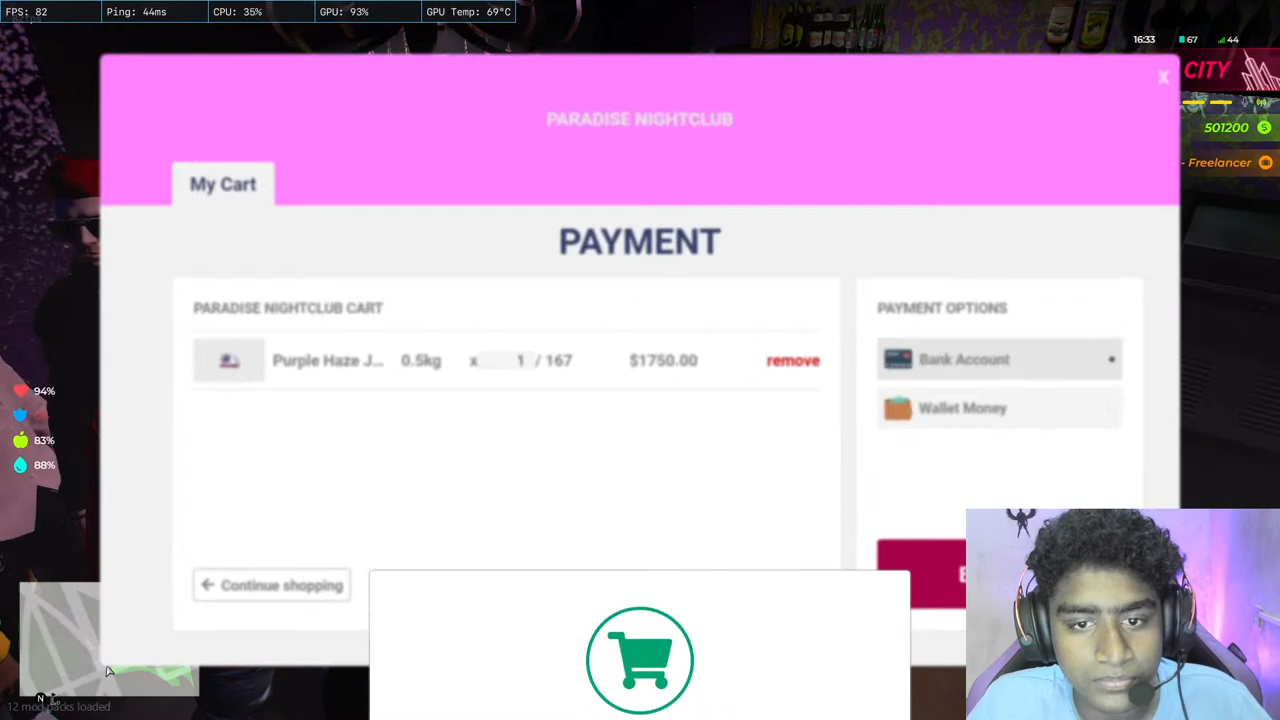 FPS: 82 Ping: 44ms CPU: 35% GPU: 93% GPU Temp: 69°C
82fps
16:33 67 44
X
CITY
PARADISE NIGHTCLUB
501200
- Freelancer
My Cart
PAYMENT
PARADISE NIGHTCLUB CART
PAYMENT OPTIONS
Purple Haze J... 0.5kg x 1 / 167 $1750.00 remove
Bank Account
Wallet Money
94%
83%
88%
Continue shopping
N
12 mod packs loaded